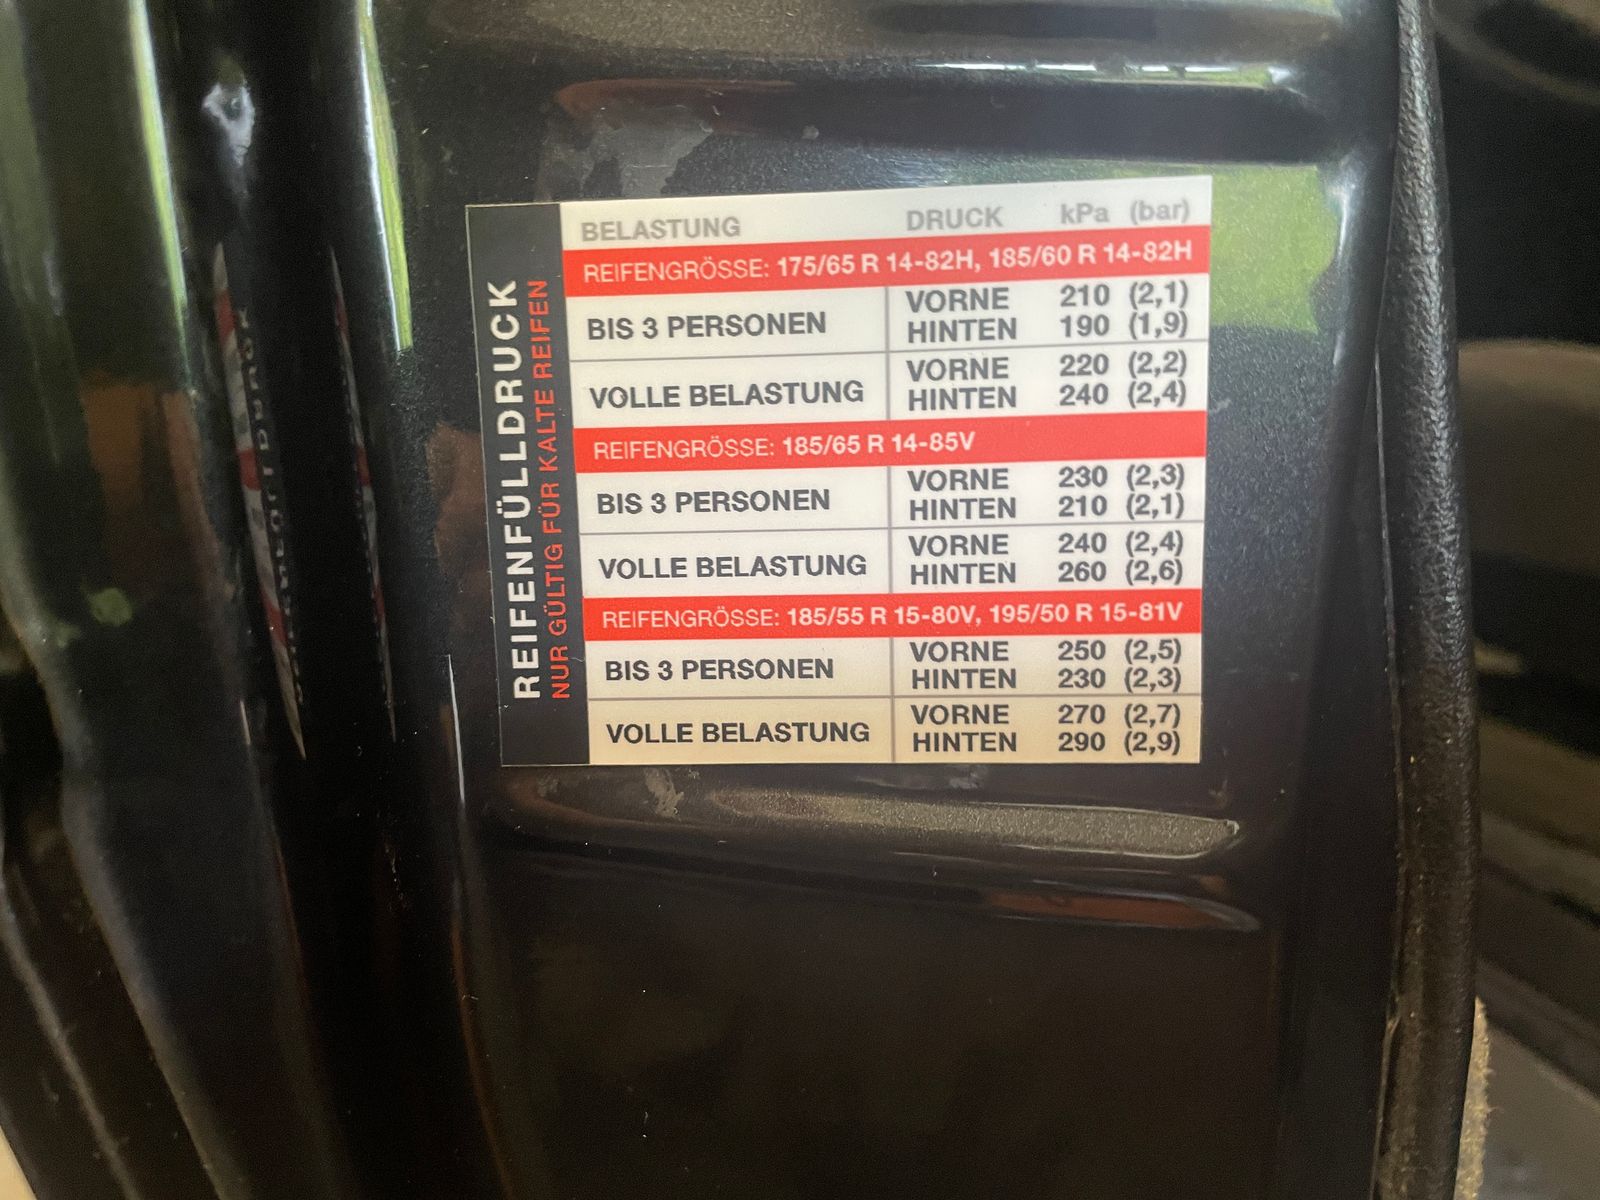 REIFENFÜLLDRUCK
NUR GÜLTIG FÜR KALTE REIFEN
BELASTUNG DRUCK kPa (bar)
REIFENGRÖSSE: 175/65 R 14-82H, 185/60 R 14-82H
BIS 3 PERSONEN VORNE 210 (2,1)
HINTEN 190 (1,9)
VOLLE BELASTUNG VORNE 220 (2,2)
HINTEN 240 (2,4)
REIFENGRÖSSE: 185/65 R 14-85V
BIS 3 PERSONEN VORNE 230 (2,3)
HINTEN 210 (2,1)
VOLLE BELASTUNG VORNE 240 (2,4)
HINTEN 260 (2,6)
REIFENGRÖSSE: 185/55 R 15-80V, 195/50 R 15-81V
BIS 3 PERSONEN VORNE 250 (2,5)
HINTEN 230 (2,3)
VOLLE BELASTUNG VORNE 270 (2,7)
HINTEN 290 (2,9)